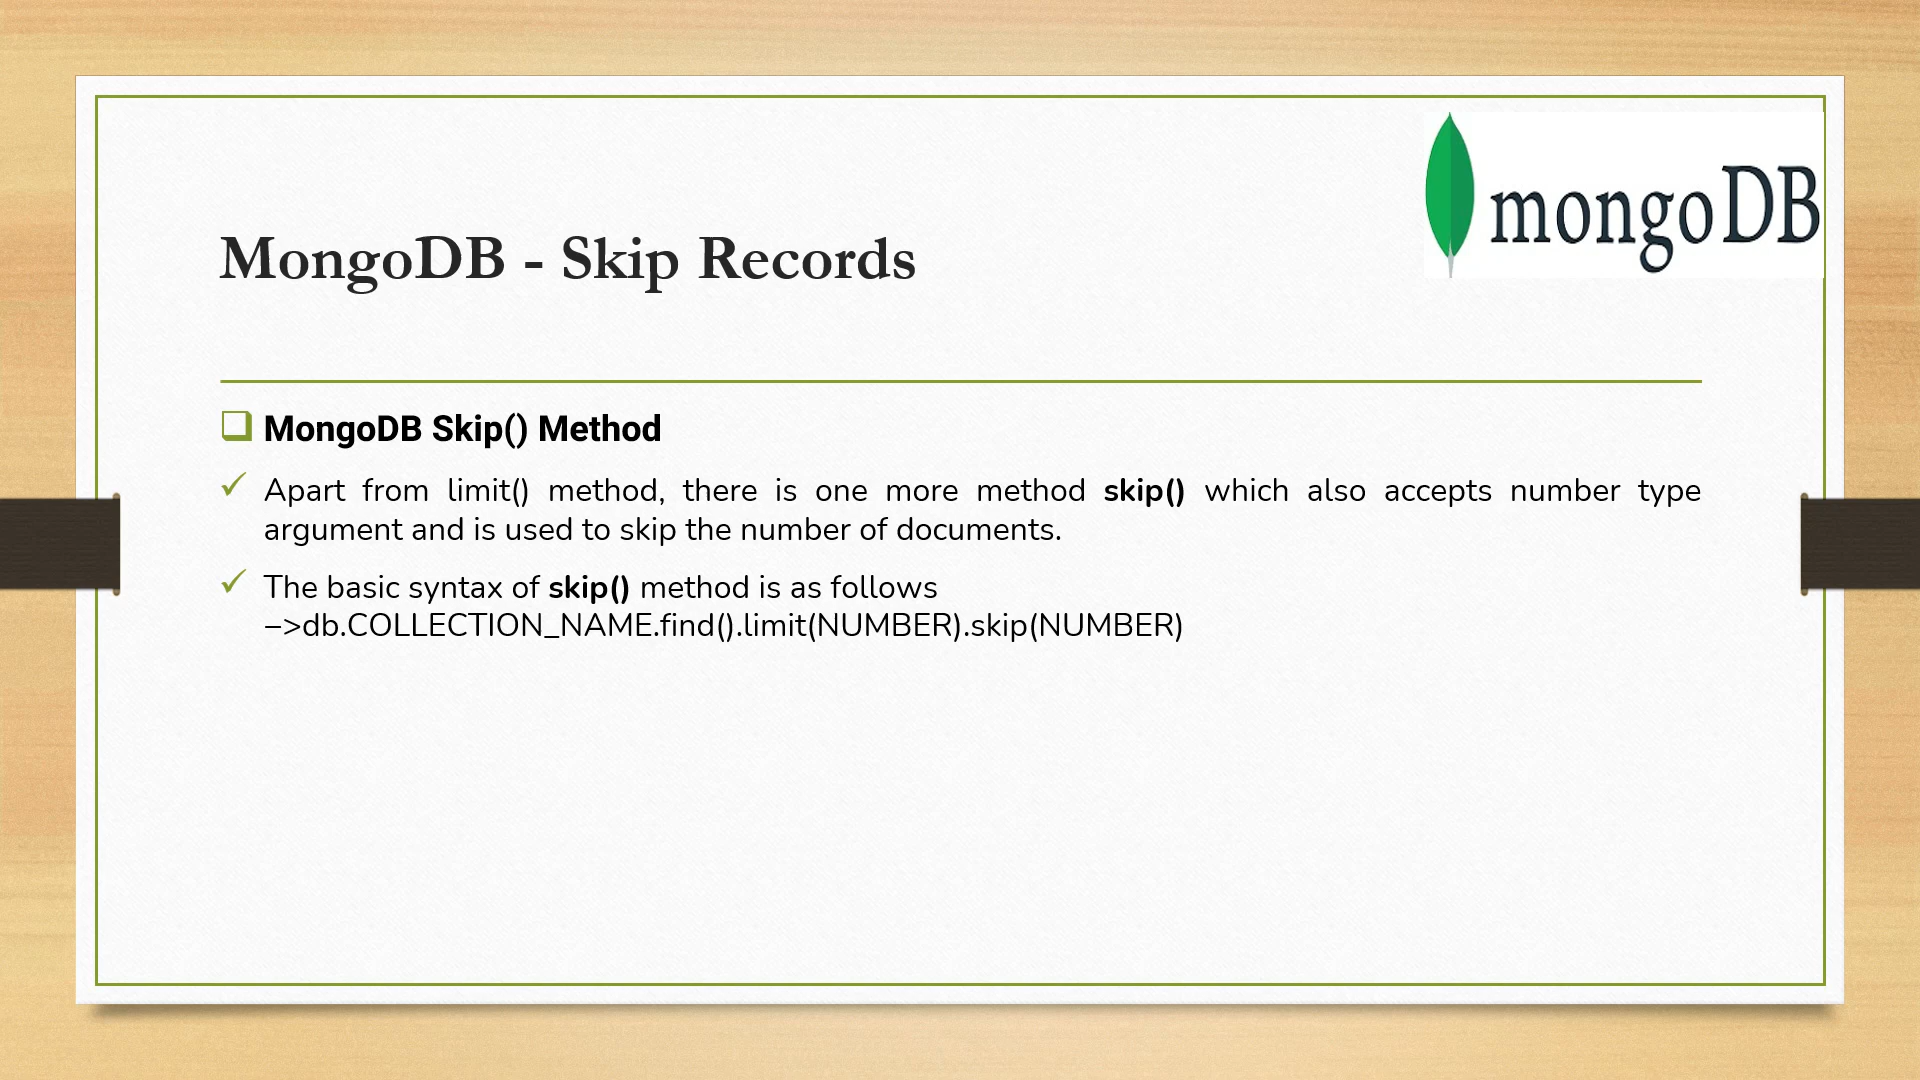 mongoDB
MongoDB - Skip Records
MongoDB Skip() Method
Apart from limit() method, there is one more method skip() which also accepts number type
argument and is used to skip the number of documents.
The basic syntax of skip() method is as follows
−>db.COLLECTION_NAME.find().limit(NUMBER).skip(NUMBER)